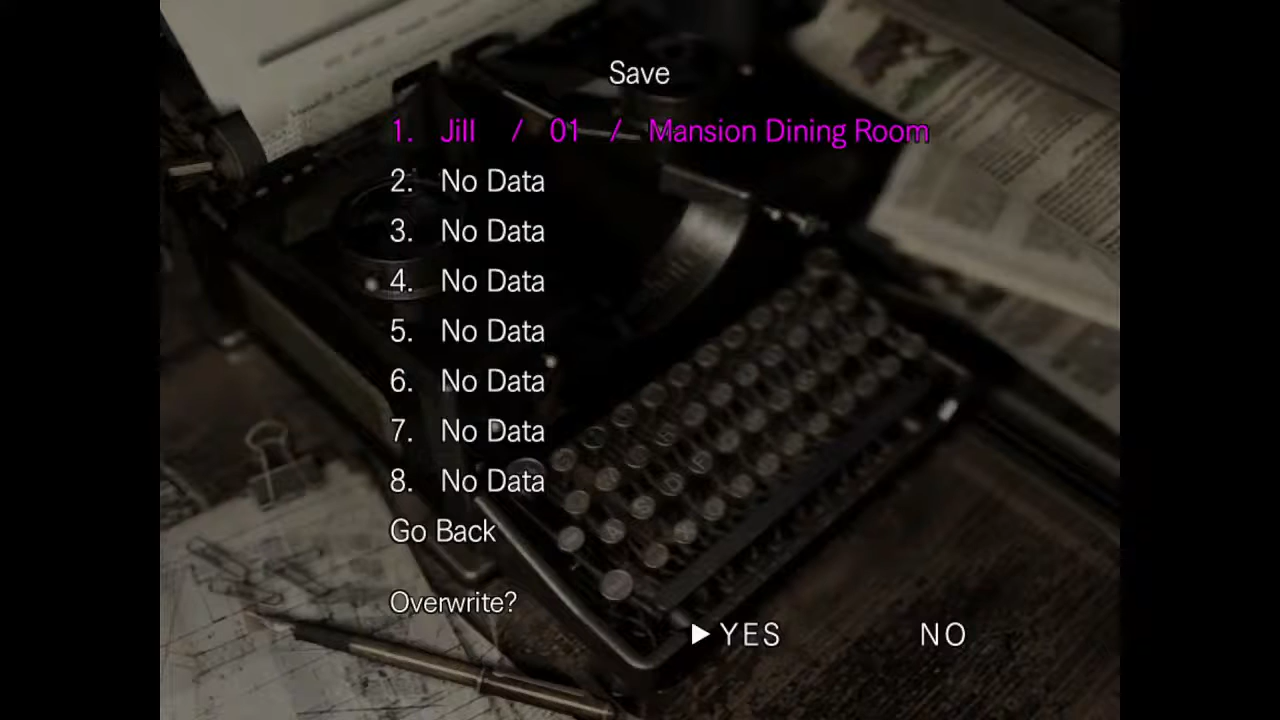 Save
1. Jill / 01 / Mansion Dining Room
2. No Data
3. No Data
4. No Data
5. No Data
6. No Data
7. No Data
8. No Data
Go Back
Overwrite?
YES NO